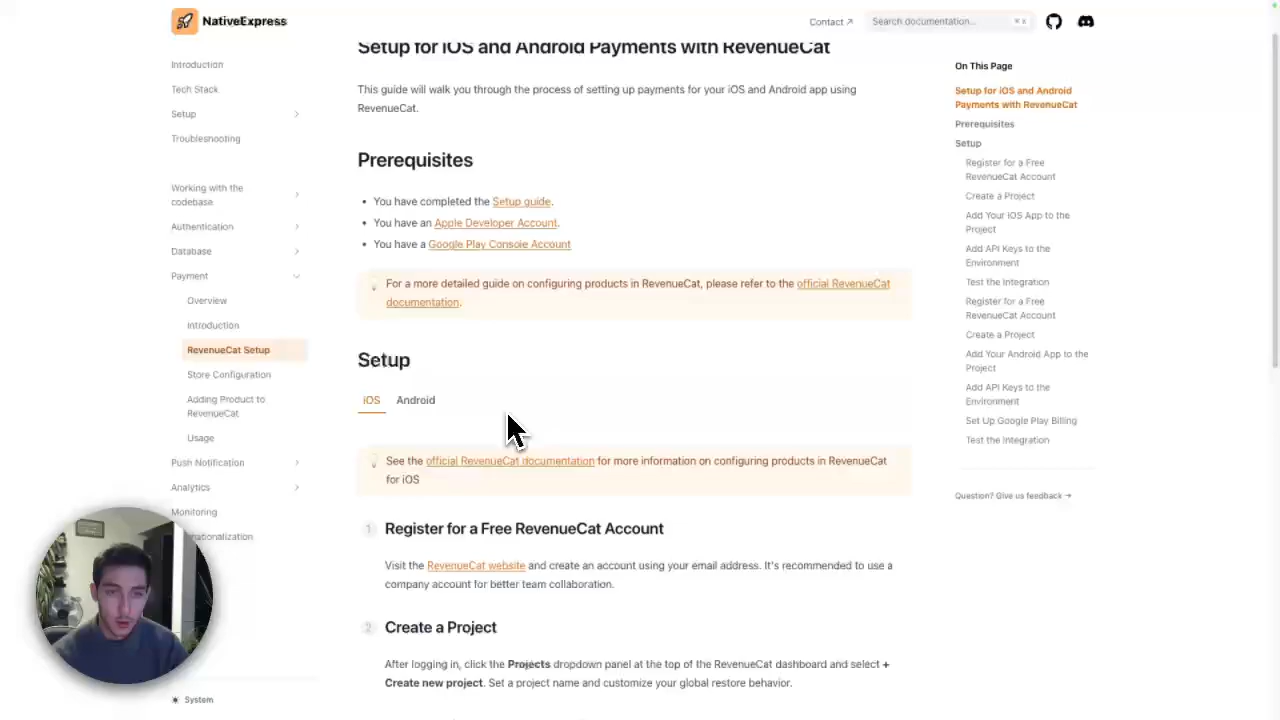 NativeExpress
Contact ↗
Search documentation...
⌘ K
Introduction
Tech Stack
Setup
Troubleshooting
Working with the
codebase
Authentication
Database
Payment
Overview
Introduction
RevenueCat Setup
Store Configuration
Adding Product to
RevenueCat
Usage
Push Notification
Analytics
Monitoring
System
Setup for iOS and Android Payments with RevenueCat
This guide will walk you through the process of setting up payments for your iOS and Android app using
RevenueCat.
Prerequisites
• You have completed the Setup guide.
• You have an Apple Developer Account.
• You have a Google Play Console Account
For a more detailed guide on configuring products in RevenueCat, please refer to the official RevenueCat
documentation.
Setup
iOS Android
See the official RevenueCat documentation for more information on configuring products in RevenueCat
for iOS
1 Register for a Free RevenueCat Account
Visit the RevenueCat website and create an account using your email address. It's recommended to use a
company account for better team collaboration.
2 Create a Project
After logging in, click the Projects dropdown panel at the top of the RevenueCat dashboard and select +
Create new project. Set a project name and customize your global restore behavior.
On This Page
Setup for iOS and Android
Payments with RevenueCat
Prerequisites
Setup
Register for a Free
RevenueCat Account
Create a Project
Add Your iOS App to the
Project
Add API Keys to the
Environment
Test the Integration
Register for a Free
RevenueCat Account
Create a Project
Add Your Android App to the
Project
Add API Keys to the
Environment
Set Up Google Play Billing
Test the Integration
Question? Give us feedback →